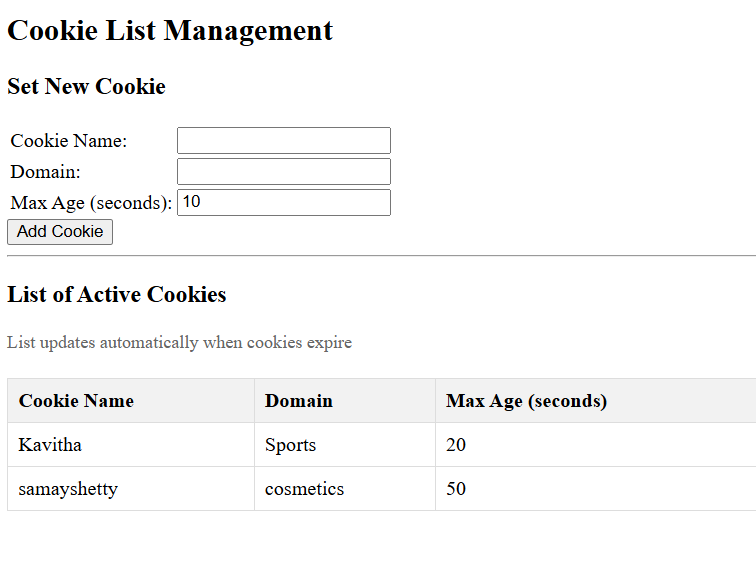 Cookie List Management
Set New Cookie
Cookie Name:
Domain:
Max Age (seconds): 10
Add Cookie
List of Active Cookies
List updates automatically when cookies expire
Cookie Name Domain Max Age (seconds)
Kavitha Sports 20
samayshetty cosmetics 50